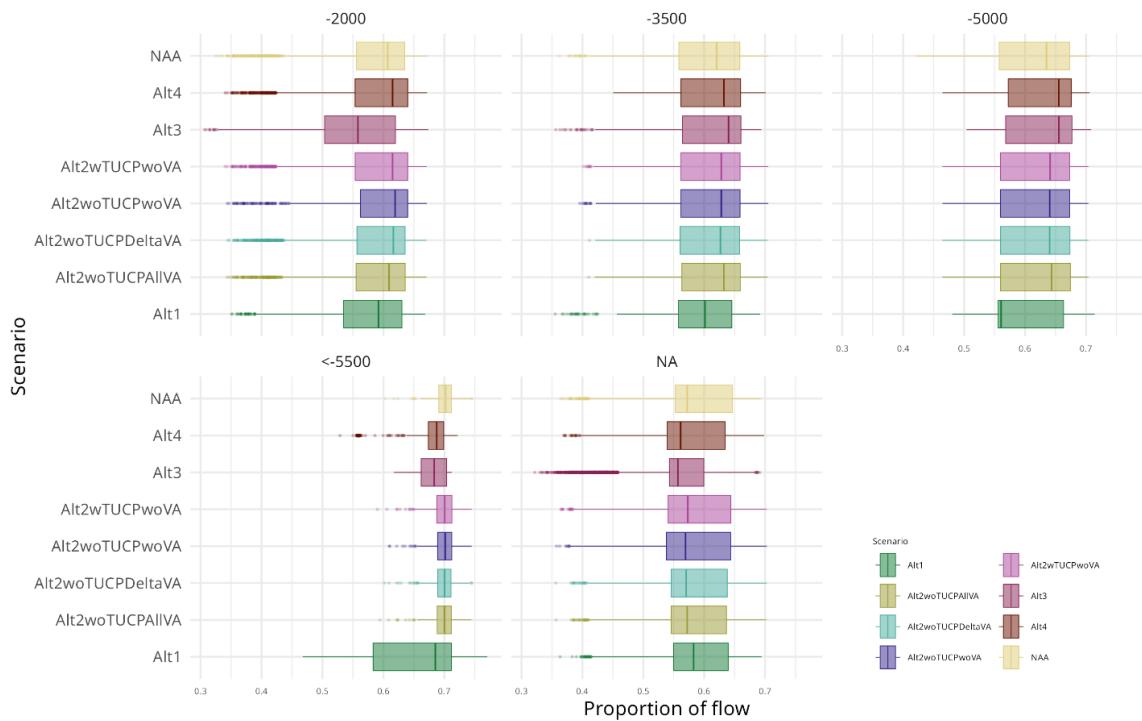 -2000
-3500
-5000
NAA
Alt4
Alt3
Alt2wTUCPwoVA
Alt2woTUCPwoVA
Alt2woTUCPDeltaVA
Alt2woTUCPAllVA
Alt1
0.3 0.4 0.5 0.6 0.7
Scenario
<-5500
NA
NAA
Alt4
Alt3
Alt2wTUCPwoVA
Alt2woTUCPwoVA
Alt2woTUCPDeltaVA
Alt2woTUCPAllVA
Alt1
0.3 0.4 0.5 0.6 0.7
0.3 0.4 0.5 0.6 0.7
Proportion of flow
Scenario
Alt1
Alt2woTUCPAllVA
Alt2woTUCPDeltaVA
Alt2woTUCPwoVA
Alt2wTUCPwoVA
Alt3
Alt4
NAA